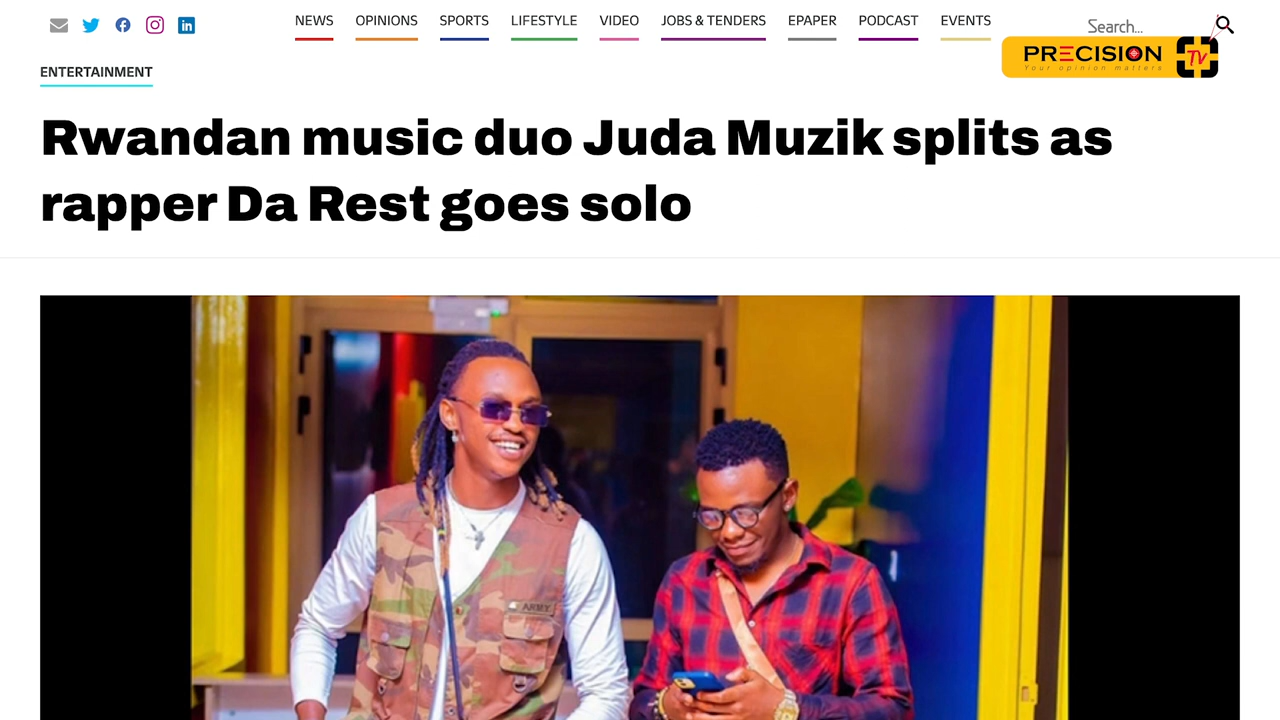 NEWS OPINIONS SPORTS LIFESTYLE VIDEO JOBS & TENDERS EPAPER PODCAST EVENTS
Search...
PRECISION TV
Your opinion matters
ENTERTAINMENT
Rwandan music duo Juda Muzik splits as
rapper Da Rest goes solo
ARMY